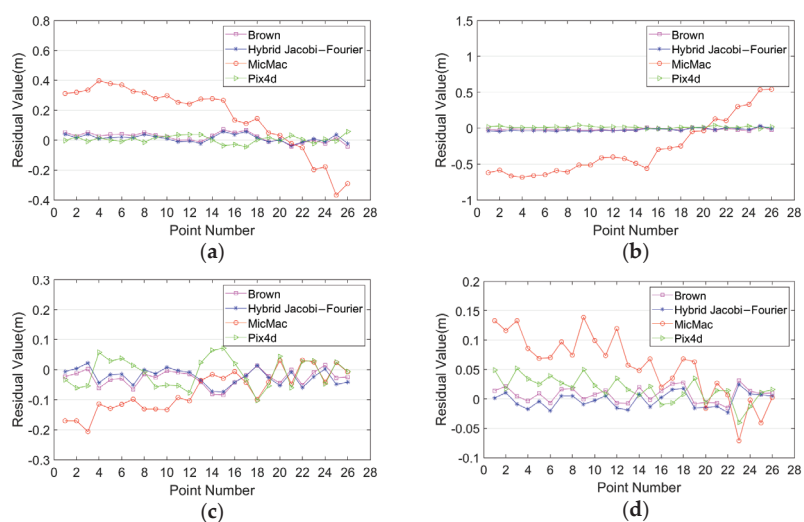 (a)
Residual Value(m)
0.8
0.6
0.4
0.2
0
-0.2
-0.4
Brown
Hybrid Jacobi–Fourier
MicMac
Pix4d
0 2 4 6 8 10 12 14 16 18 20 22 24 26 28
Point Number
(b)
Residual Value(m)
1.5
1
0.5
0
-0.5
-1
Brown
Hybrid Jacobi–Fourier
MicMac
Pix4d
0 2 4 6 8 10 12 14 16 18 20 22 24 26 28
Point Number
(c)
Residual Value(m)
0.3
0.2
0.1
0
-0.1
-0.2
-0.3
Brown
Hybrid Jacobi–Fourier
MicMac
Pix4d
0 2 4 6 8 10 12 14 16 18 20 22 24 26 28
Point Number
(d)
Residual Value(m)
0.2
0.15
0.1
0.05
0
-0.05
-0.1
Brown
Hybrid Jacobi–Fourier
MicMac
Pix4d
0 2 4 6 8 10 12 14 16 18 20 22 24 26 28
Point Number